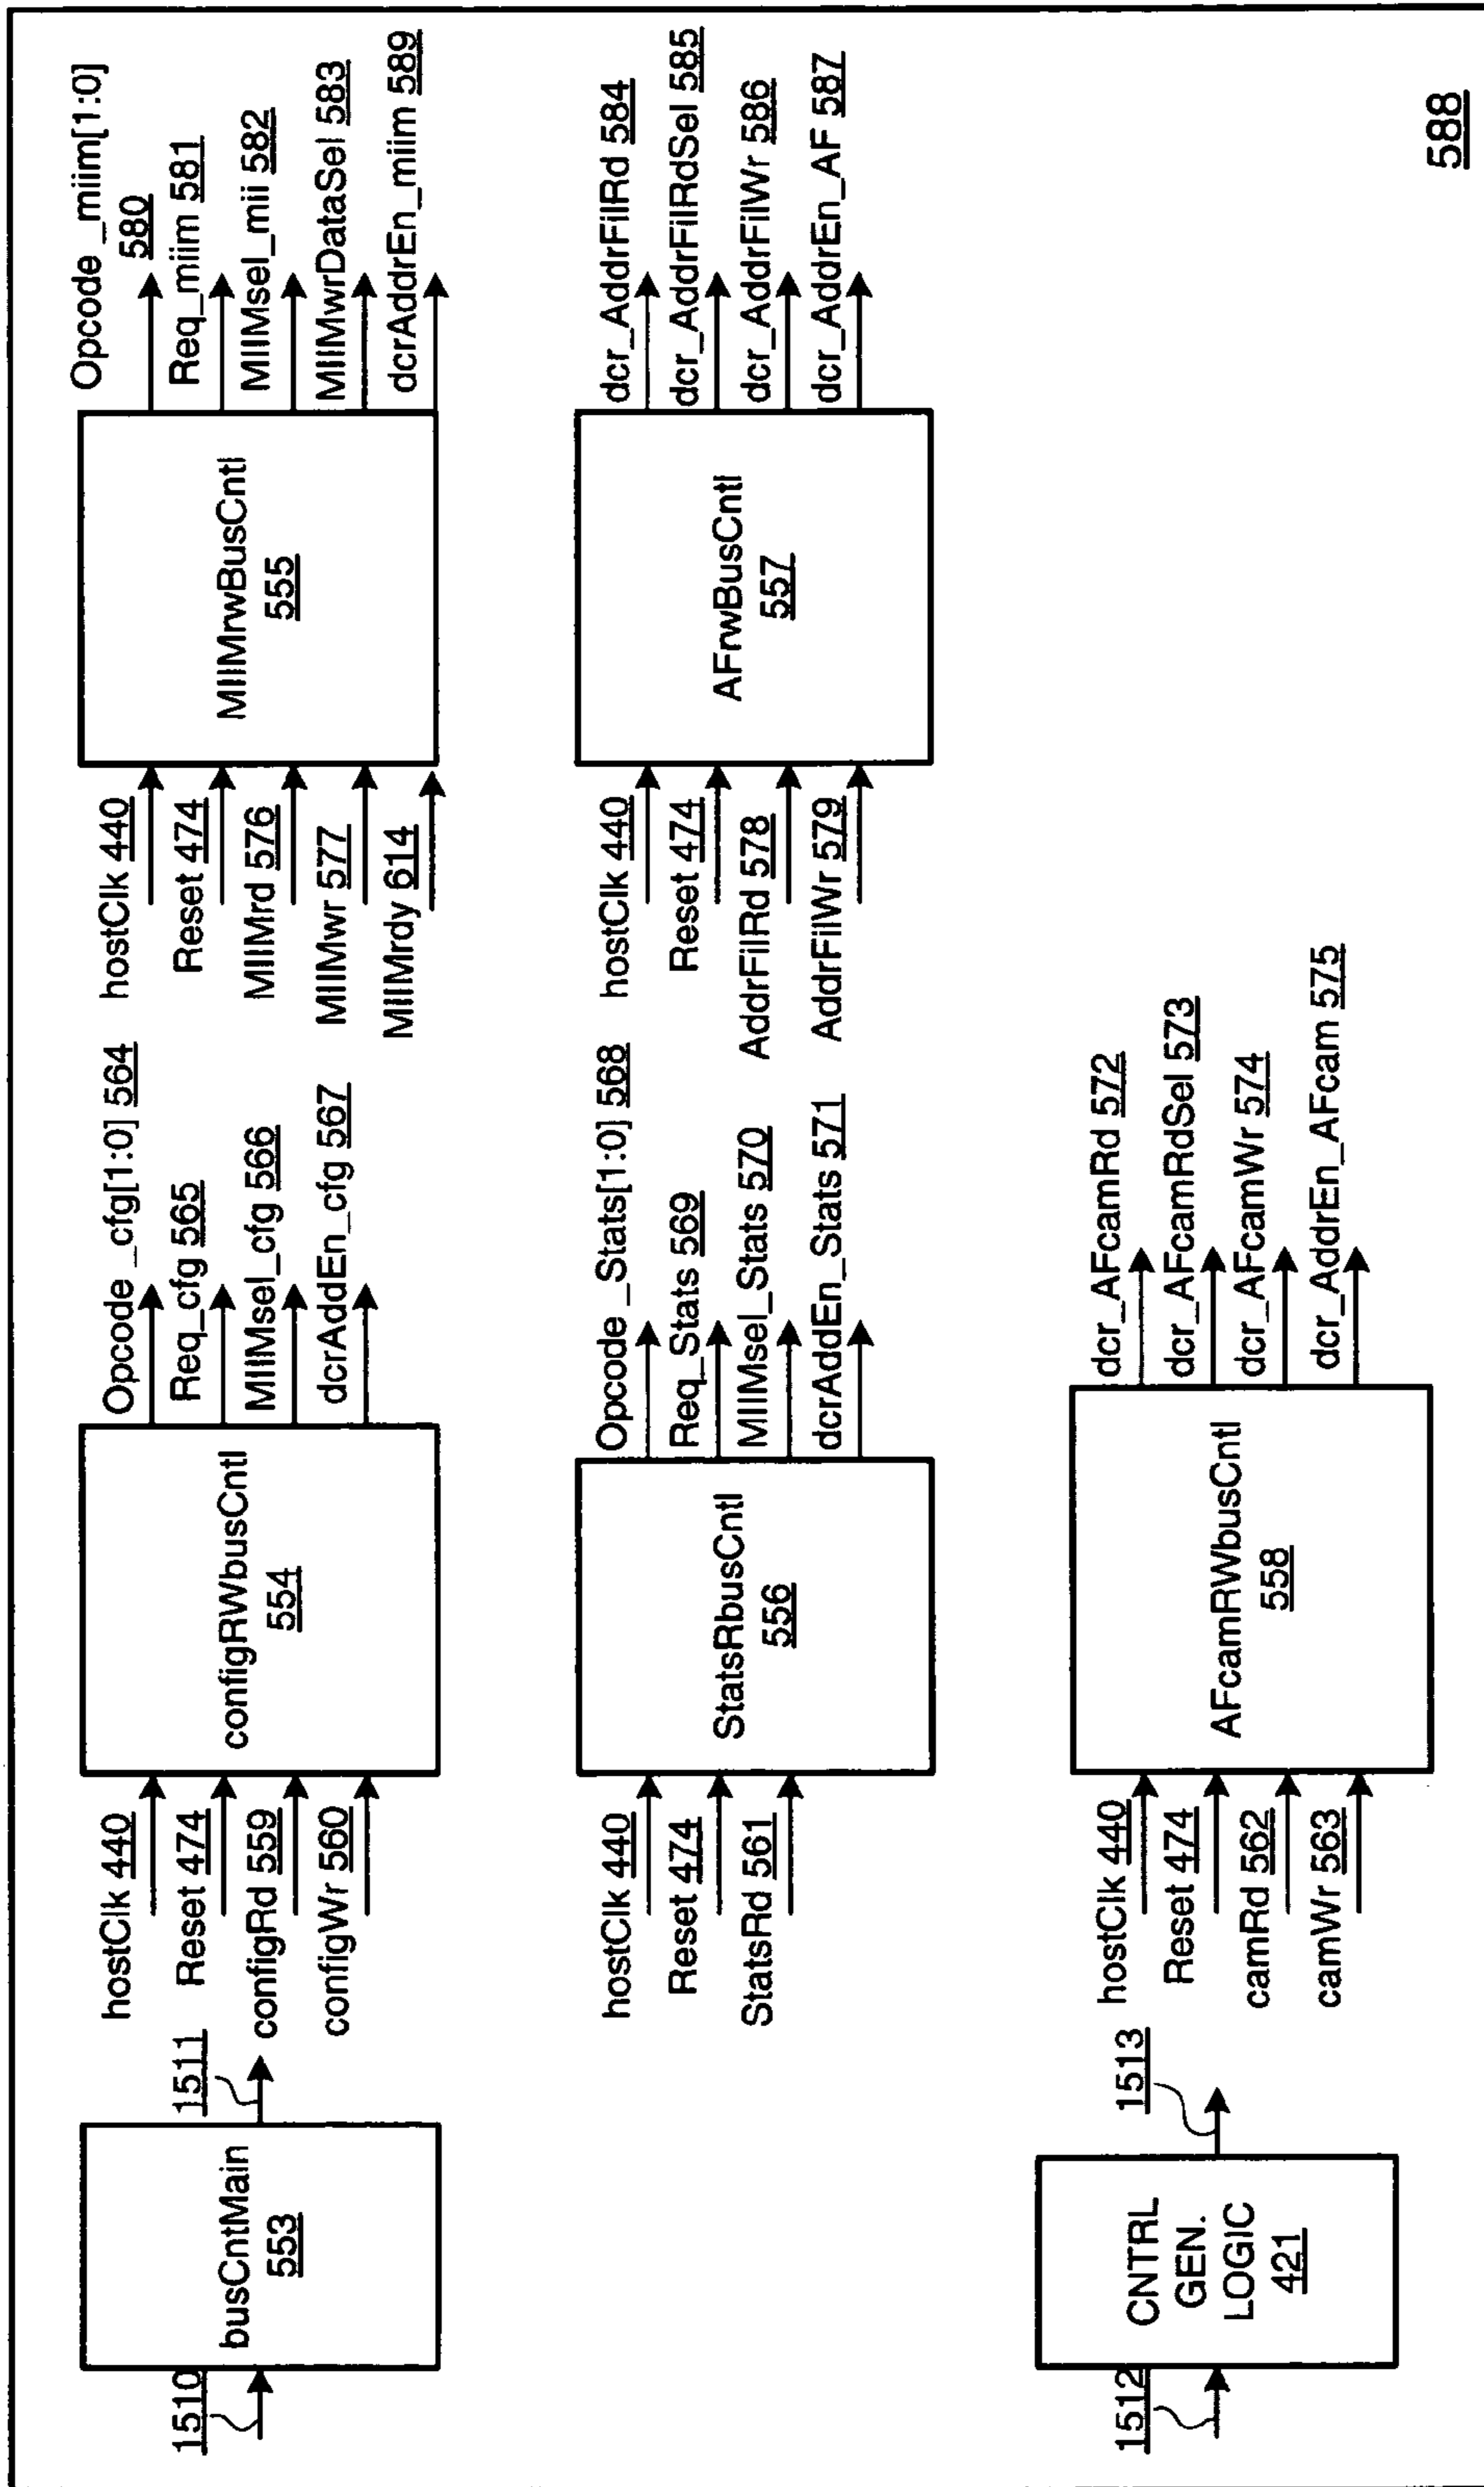 busCntMain
553
1510
1511
hostClk 440
Reset 474
configRd 559
configWr 560
configRWbusCntl
554
Opcode _cfg[1:0] 564
Req_cfg 565
MIIMsel_cfg 566
dcrAddEn_cfg 567
hostClk 440
Reset 474
MIIMrd 576
MIIMwr 577
MIIMrdy 614
MIIMrwBusCntl
555
Opcode _miim[1:0]
580
Req_miim 581
MIIMsel_mii 582
MIIMwrDataSel 583
dcrAddrEn_miim 589
hostClk 440
Reset 474
StatsRd 561
StatsRbusCntl
556
Opcode _Stats[1:0] 568
Req_Stats 569
MIIMsel_Stats 570
dcrAddEn_Stats 571
hostClk 440
Reset 474
AddrFilRd 578
AddrFilWr 579
AFrwBusCntl
557
dcr_AddrFilRd 584
dcr_AddrFilRdSel 585
dcr_AddrFilWr 586
dcr_AddrEn_AF 587
CNTRL
GEN.
LOGIC
421
1512
1513
hostClk 440
Reset 474
camRd 562
camWr 563
AFcamRWbusCntl
558
dcr_AFcamRd 572
dcr_AFcamRdSel 573
dcr_AFcamWr 574
dcr_AddrEn_AFcam 575
588